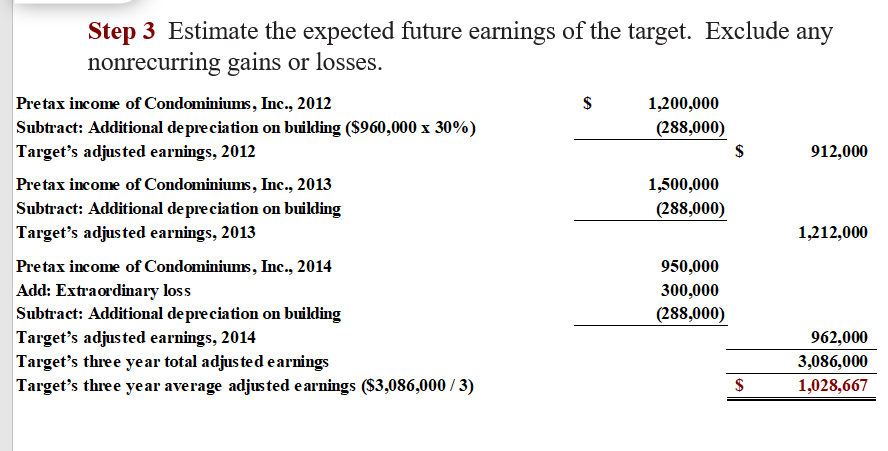 Step 3 Estimate the expected future earnings of the target. Exclude any
nonrecurring gains or losses.
Pretax income of Condominiums, Inc., 2012 $ 1,200,000
Subtract: Additional depreciation on building ($960,000 x 30%) (288,000)
Target's adjusted earnings, 2012 $ 912,000
Pretax income of Condominiums, Inc., 2013 1,500,000
Subtract: Additional depreciation on building (288,000)
Target's adjusted earnings, 2013 1,212,000
Pretax income of Condominiums, Inc., 2014 950,000
Add: Extraordinary loss 300,000
Subtract: Additional depreciation on building (288,000)
Target's adjusted earnings, 2014 962,000
Target's three year total adjusted earnings 3,086,000
Target's three year average adjusted earnings ($3,086,000 / 3) $ 1,028,667